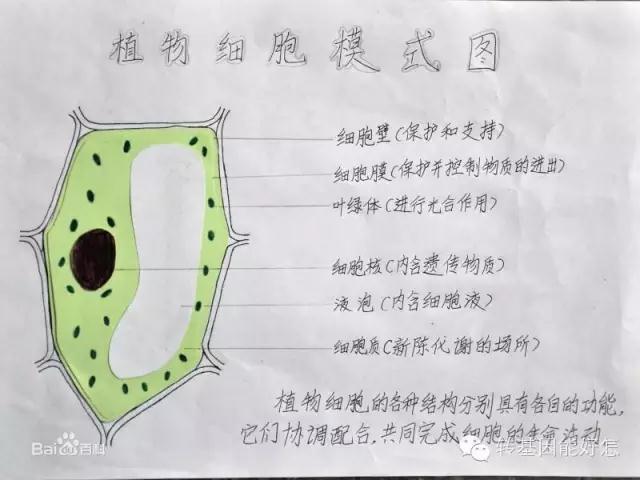 植物细胞模式图
细胞壁(保护和支持)
细胞膜(保护并控制物质的进出)
叶绿体(进行光合作用)
细胞核(内含遗传物质)
液泡(内含细胞液)
细胞质(新陈代谢的场所)
植物细胞的各种结构分别具有各自的功能,
它们协调配合,共同完成细胞的生命活动
Bai百科
转基因能好怎